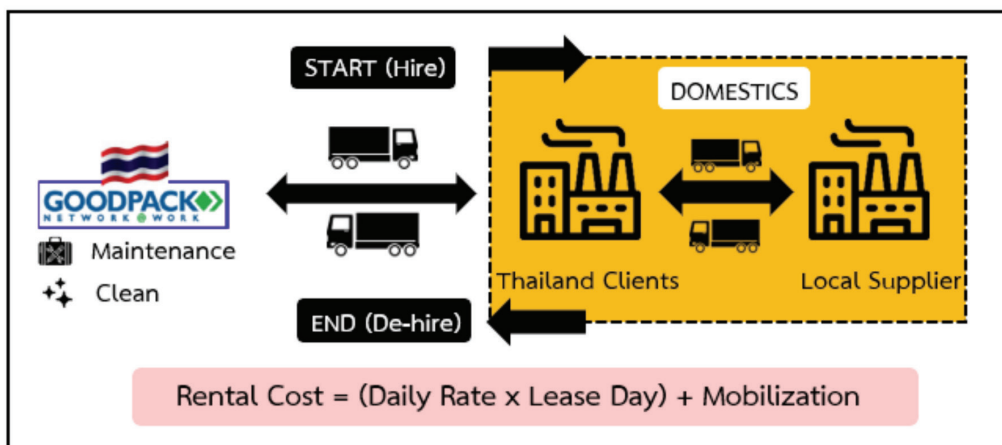 START (Hire)
DOMESTICS
GOODPACK
NETWORK@WORK
Maintenance
Clean
Thailand Clients
Local Supplier
END (De-hire)
Rental Cost = (Daily Rate x Lease Day) + Mobilization